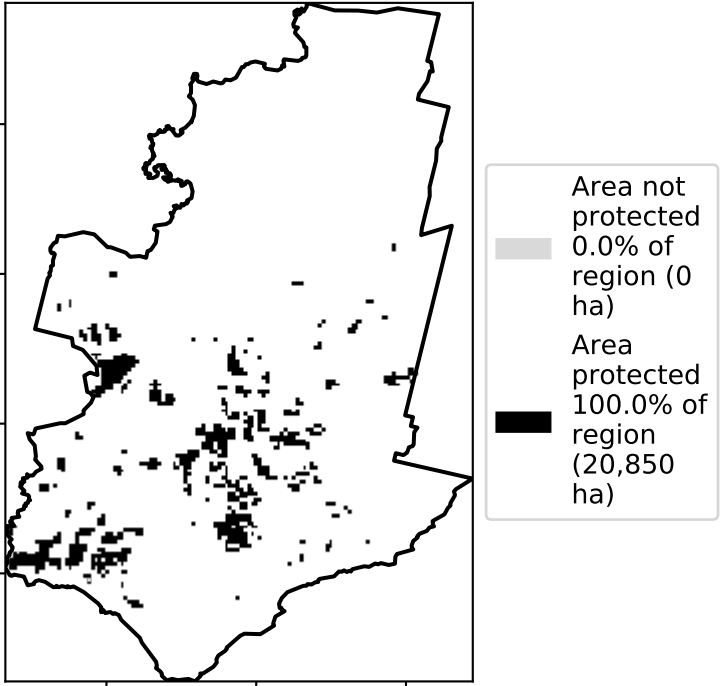 Area not
protected
0.0% of
region (0
ha)
Area
protected
100.0% of
region
(20,850
ha)